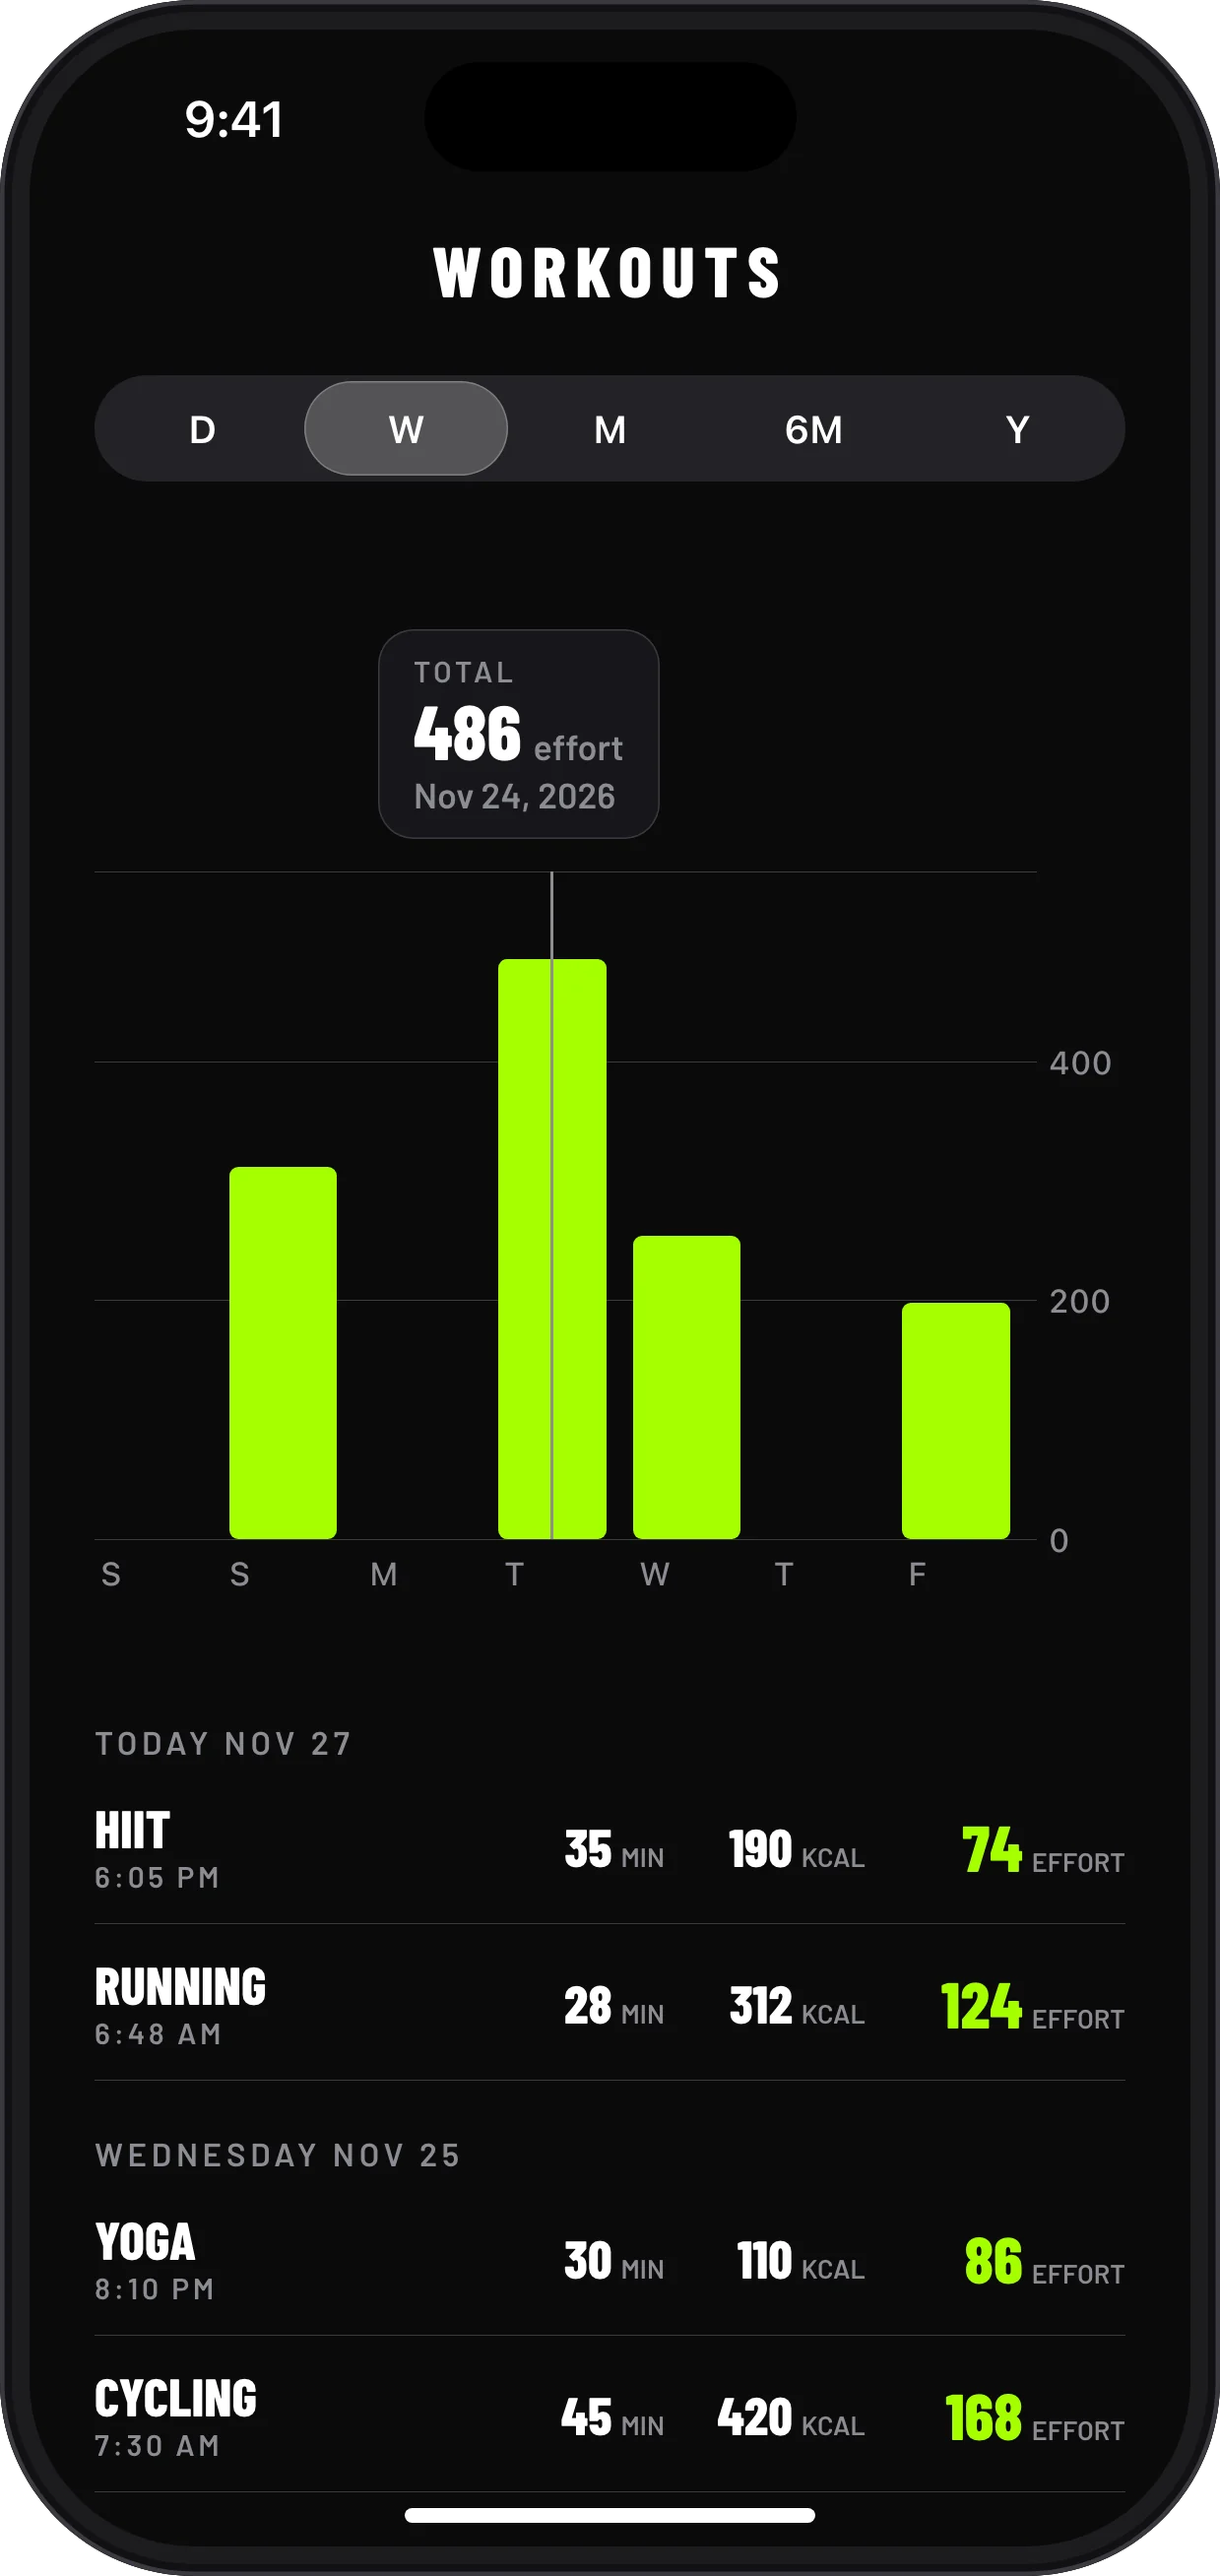 9:41
WORKOUTS
D W M 6M Y
TOTAL
486 effort
Nov 24, 2026
400
200
0
S S M T W T F
TODAY NOV 27
HIIT
6:05 PM
35 MIN 190 KCAL 74 EFFORT
RUNNING
6:48 AM
28 MIN 312 KCAL 124 EFFORT
WEDNESDAY NOV 25
YOGA
8:10 PM
30 MIN 110 KCAL 86 EFFORT
CYCLING
7:30 AM
45 MIN 420 KCAL 168 EFFORT